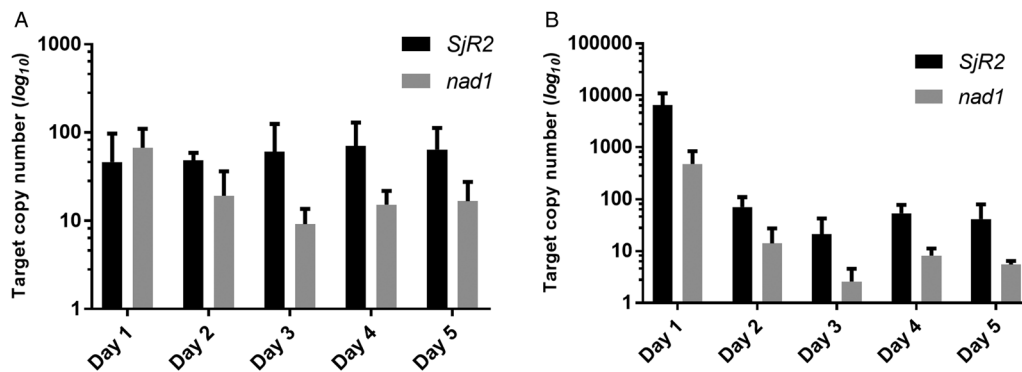 A
Target copy number (log10)
1000
100
10
1
SjR2
nad1
Day 1
Day 2
Day 3
Day 4
Day 5
B
Target copy number (log10)
100000
10000
1000
100
10
1
SjR2
nad1
Day 1
Day 2
Day 3
Day 4
Day 5